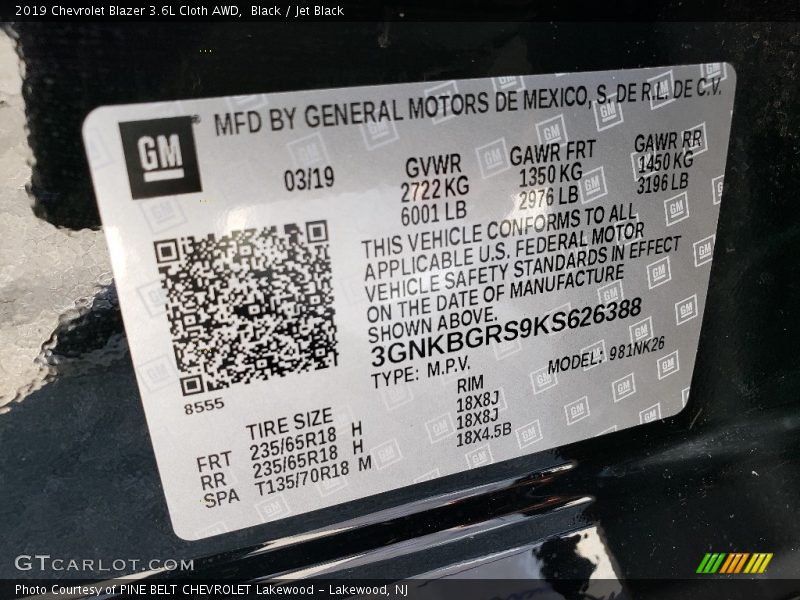 2019 Chevrolet Blazer 3.6L Cloth AWD, Black / Jet Black
MFD BY GENERAL MOTORS DE MEXICO, S. DE R.L. DE C.V.
GM
03/19
GVWR
2722 KG
6001 LB
GAWR FRT
1350 KG
2976 LB
GAWR RR
1450 KG
3196 LB
THIS VEHICLE CONFORMS TO ALL
APPLICABLE U.S. FEDERAL MOTOR
VEHICLE SAFETY STANDARDS IN EFFECT
ON THE DATE OF MANUFACTURE
SHOWN ABOVE.
3GNKBGRS9KS626388
TYPE: M.P.V.
MODEL: 981NK26
8555
TIRE SIZE
RIM
FRT 235/65R18 H 18X8J
RR 235/65R18 H 18X8J
SPA T135/70R18 M 18X4.5B
GTCARLOT.COM
Photo Courtesy of PINE BELT CHEVROLET Lakewood - Lakewood, NJ